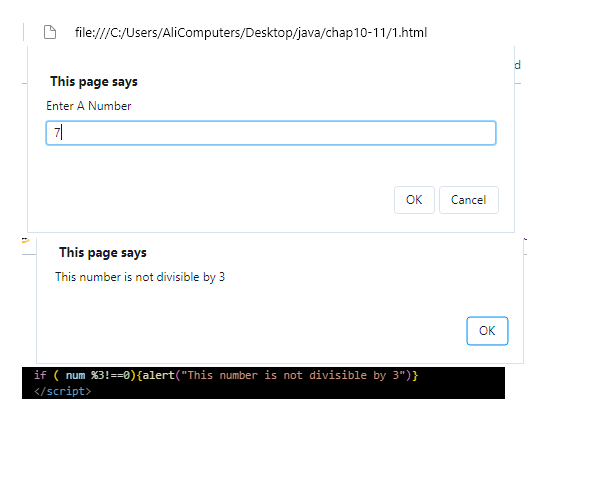 file:///C:/Users/AliComputers/Desktop/java/chap10-11/1.html
d
This page says
Enter A Number
7
OK Cancel
This page says
This number is not divisible by 3
OK
if ( num %3!==0){alert("This number is not divisible by 3")}
</script>